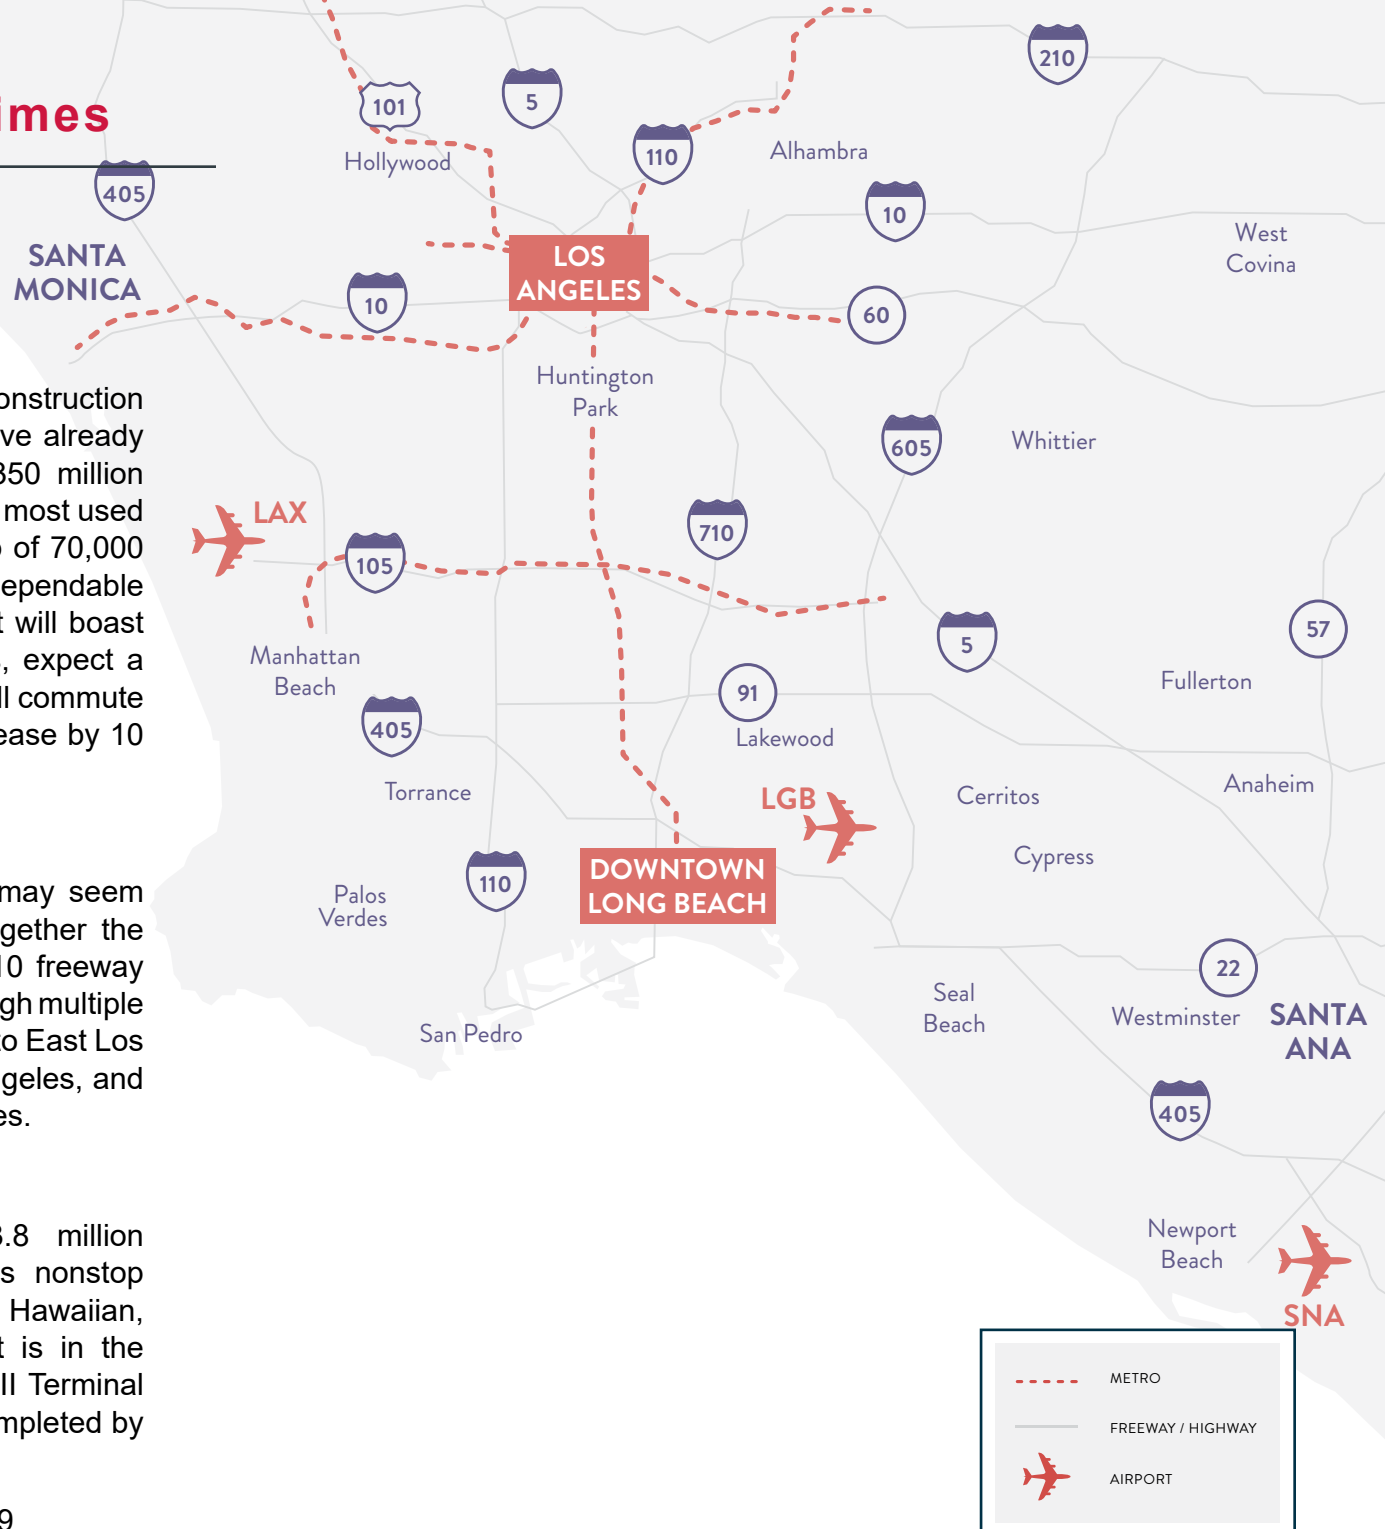 imes
onstruction
ve already
350 million
most used
of 70,000
ependable
t will boast
, expect a
ll commute
ease by 10
may seem
gether the
10 freeway
gh multiple
to East Los
geles, and
es.
3.8 million
s nonstop
Hawaiian,
t is in the
II Terminal
mpleted by
9
210
101
5
Hollywood
110
Alhambra
405
10
SANTA
MONICA
West
Covina
LOS
ANGELES
10
60
Huntington
Park
605
Whittier
LAX
710
105
57
5
Manhattan
Beach
Fullerton
91
405
Lakewood
Torrance
LGB
Cerritos
Anaheim
Cypress
DOWNTOWN
LONG BEACH
110
Palos
Verdes
22
Seal
Beach
Westminster
SANTA
ANA
San Pedro
405
Newport
Beach
SNA
METRO
FREEWAY / HIGHWAY
AIRPORT